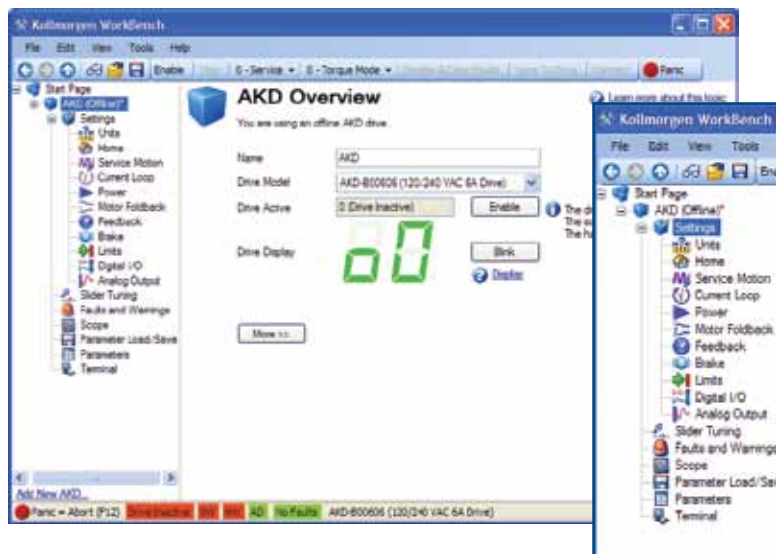 Kollmorgen WorkBench
File Edit View Tools Help
Enable 0 - Service 0 - Torque Mode Panic
Start Page
AKD (Offline)*
Settings
Units
Home
Service Motion
Current Loop
Power
Motor Foldback
Feedback
Brake
Limits
Digital I/O
Analog Output
Slider Tuning
Faults and Warnings
Scope
Parameter Load/Save
Parameters
Terminal
Add New AKD...
AKD Overview
Learn more about this topic
You are using an offline AKD drive.
Name AKD
Drive Model AKD-B00606 (120/240 VAC 6A Drive)
Drive Active 0 (Drive Inactive) Enable
The
Drive Display o0 Blink
Display
More >>
Panic = Abort (F12) Drive Inactive SW HW AD No Faults AKD-B00606 (120/240 VAC 6A Drive)
Kollmorgen WorkBench
File Edit View Tools
Start Page
AKD (Offline)*
Settings
Units
Home
Service Motion
Current Loop
Power
Motor Foldback
Feedback
Brake
Limits
Digital I/O
Analog Output
Slider Tuning
Faults and Warnings
Scope
Parameter Load/Sav
Parameters
Terminal